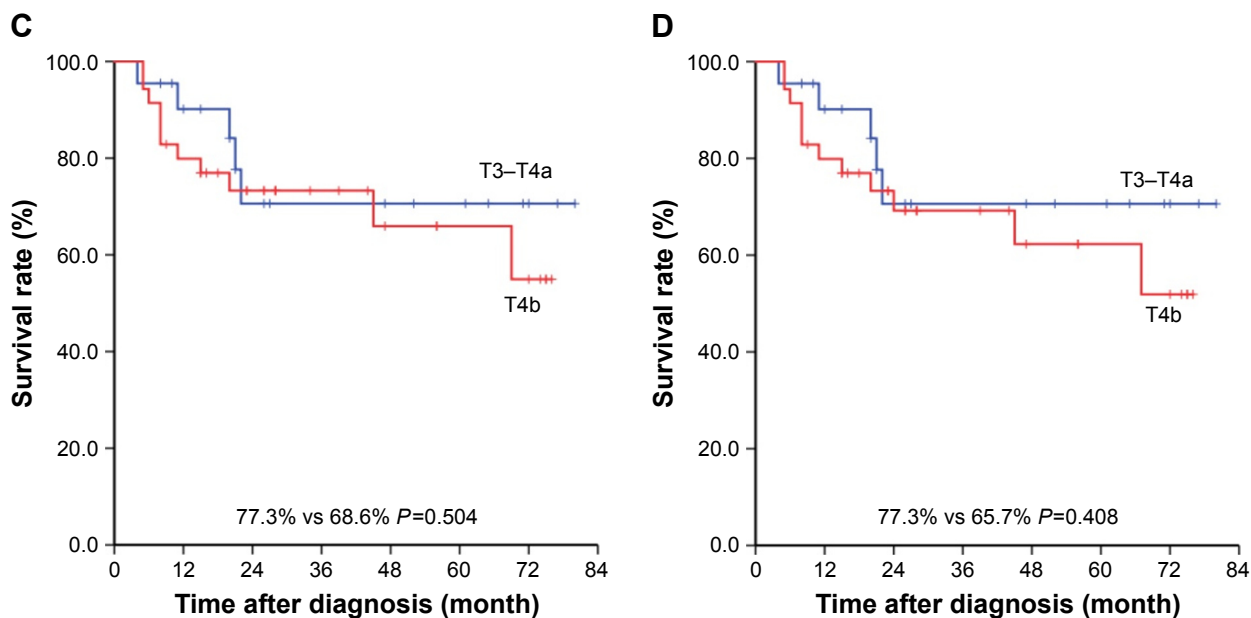 C
100.0
80.0
60.0
40.0
20.0
0.0
Survival rate (%)
T3–T4a
T4b
77.3% vs 68.6% P=0.504
0 12 24 36 48 60 72 84
Time after diagnosis (month)
D
100.0
80.0
60.0
40.0
20.0
0.0
Survival rate (%)
T3–T4a
T4b
77.3% vs 65.7% P=0.408
0 12 24 36 48 60 72 84
Time after diagnosis (month)